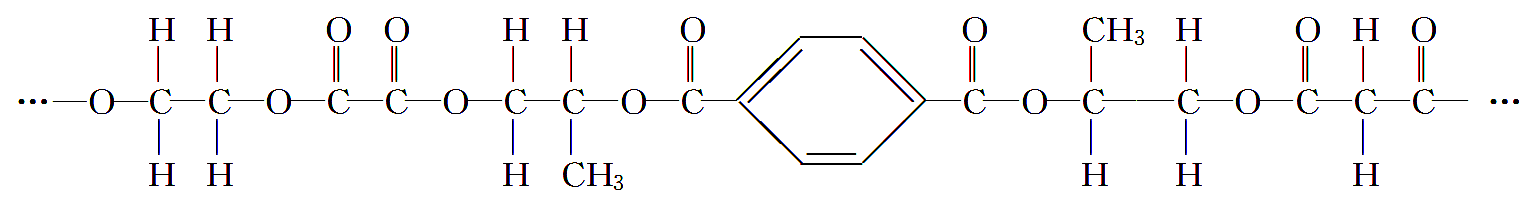 H H O O H H O O CH₃ H O H O
··· O C C O C C O C C O C C O C C O C C C ···
H H H CH₃ H H H